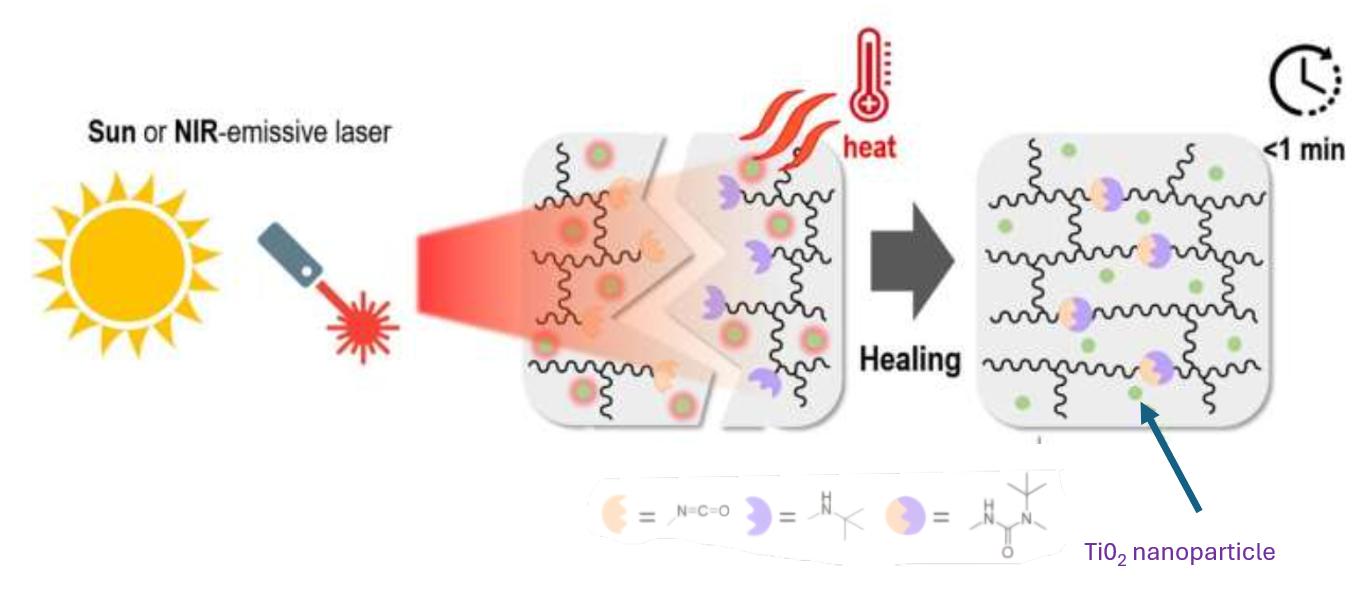 Sun or NIR-emissive laser
heat
<1 min
Healing
= N=C=O = H N = H N N O
Ti0₂ nanoparticle